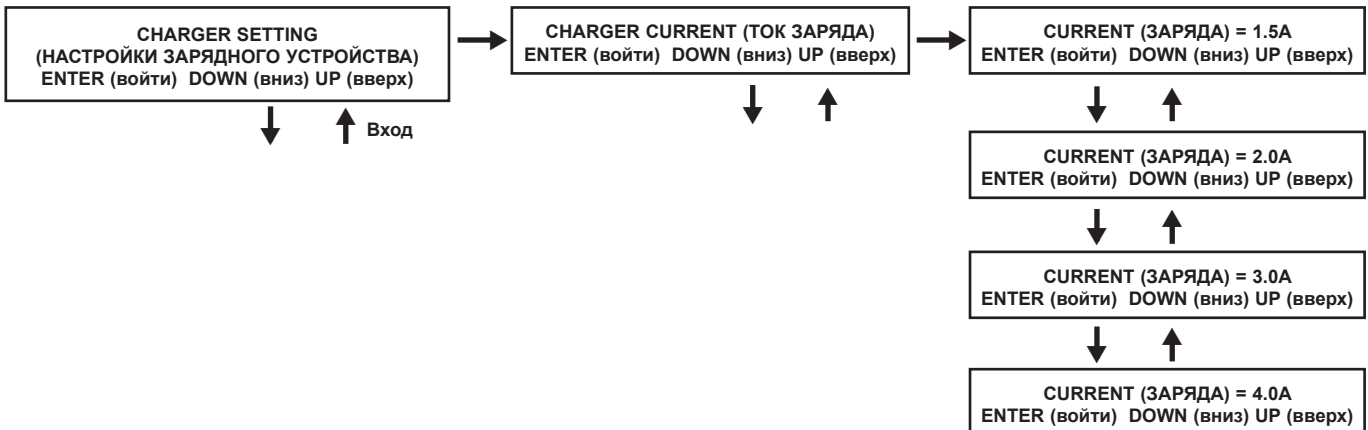 CHARGER SETTING
(НАСТРОЙКИ ЗАРЯДНОГО УСТРОЙСТВА)
ENTER (войти) DOWN (вниз) UP (вверх)
Вход
CHARGER CURRENT (ТОК ЗАРЯДА)
ENTER (войти) DOWN (вниз) UP (вверх)
CURRENT (ЗАРЯДА) = 1.5A
ENTER (войти) DOWN (вниз) UP (вверх)
CURRENT (ЗАРЯДА) = 2.0A
ENTER (войти) DOWN (вниз) UP (вверх)
CURRENT (ЗАРЯДА) = 3.0A
ENTER (войти) DOWN (вниз) UP (вверх)
CURRENT (ЗАРЯДА) = 4.0A
ENTER (войти) DOWN (вниз) UP (вверх)